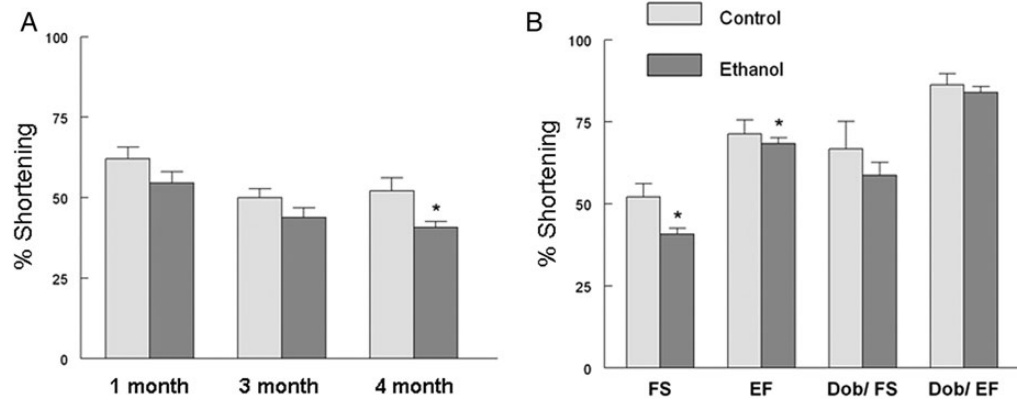 A
% Shortening
100
75
50
25
0
*
1 month 3 month 4 month
B
Control
Ethanol
% Shortening
100
75
50
25
0
* *
FS EF Dob/ FS Dob/ EF